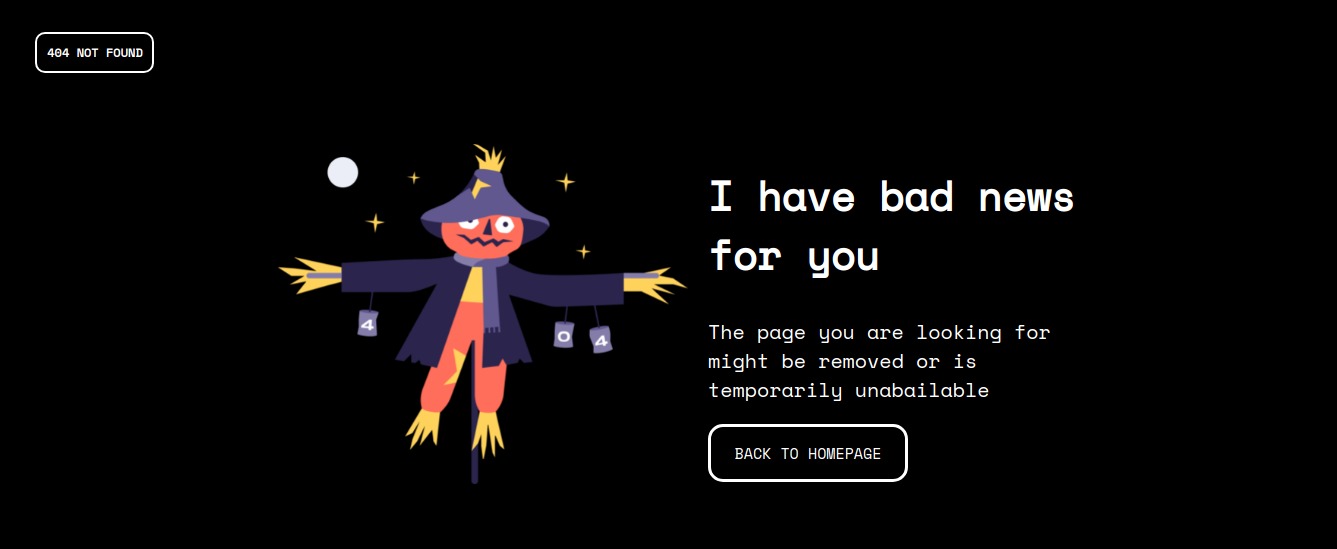 404 NOT FOUND
I have bad news
for you
4
0
4
The page you are looking for
might be removed or is
temporarily unabailable
BACK TO HOMEPAGE